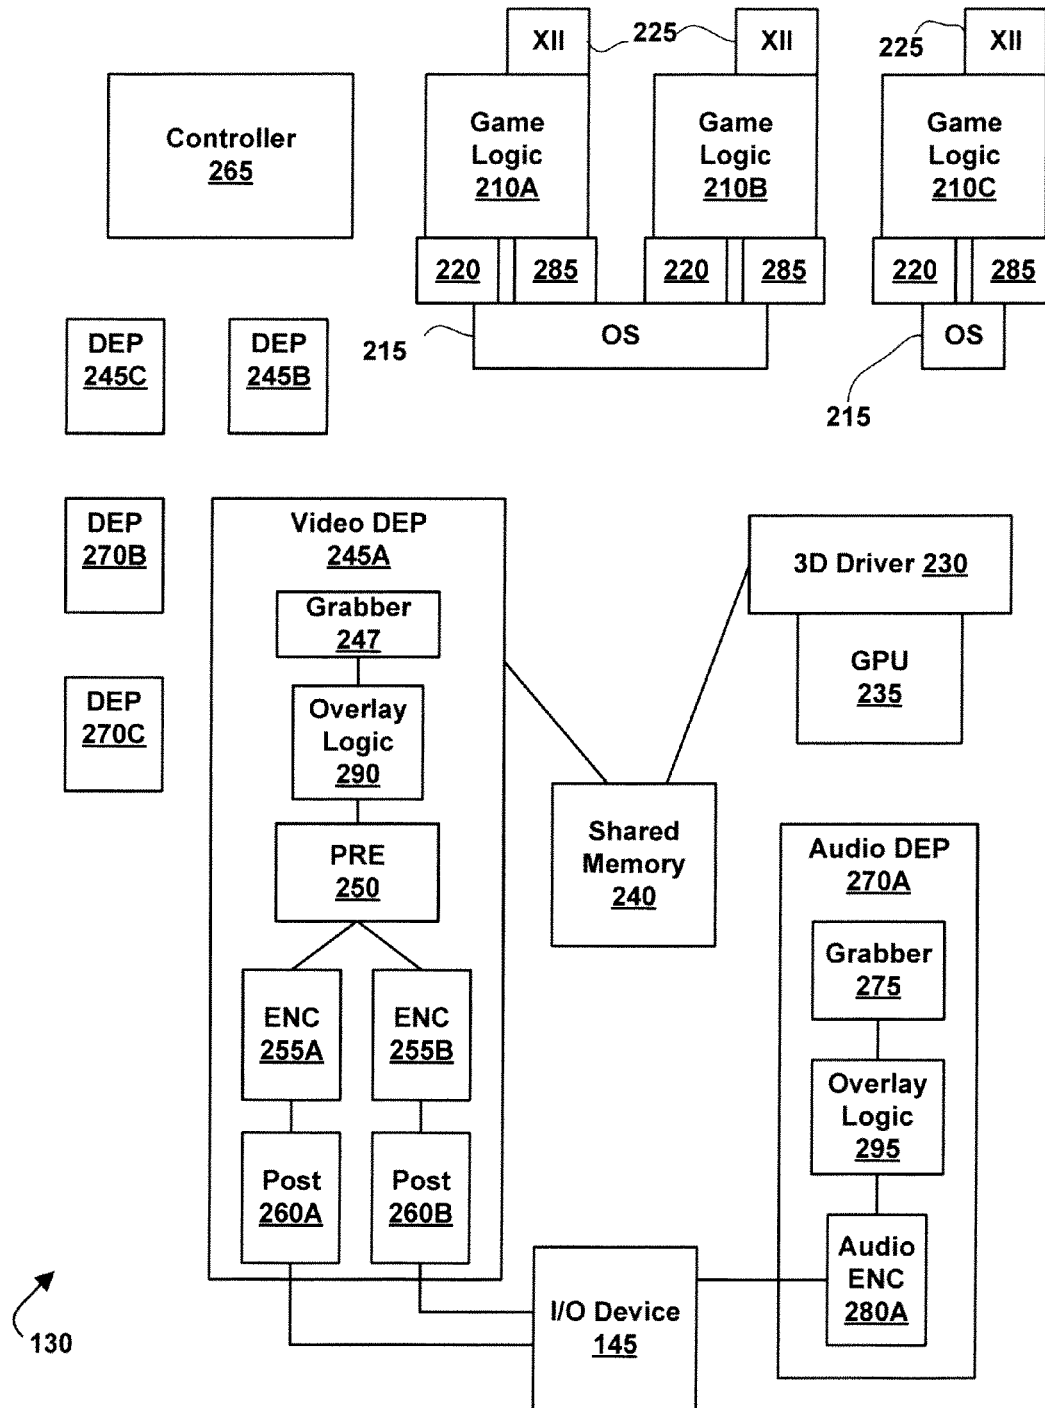 XII
225
XII
225
XII
Controller
265
Game
Logic
210A
Game
Logic
210B
Game
Logic
210C
220
285
220
285
220
285
OS
OS
215
215
DEP
245C
DEP
245B
DEP
270B
DEP
270C
Video DEP
245A
Grabber
247
Overlay
Logic
290
PRE
250
ENC
255A
ENC
255B
Post
260A
Post
260B
3D Driver 230
GPU
235
Shared
Memory
240
Audio DEP
270A
Grabber
275
Overlay
Logic
295
Audio
ENC
280A
I/O Device
145
130